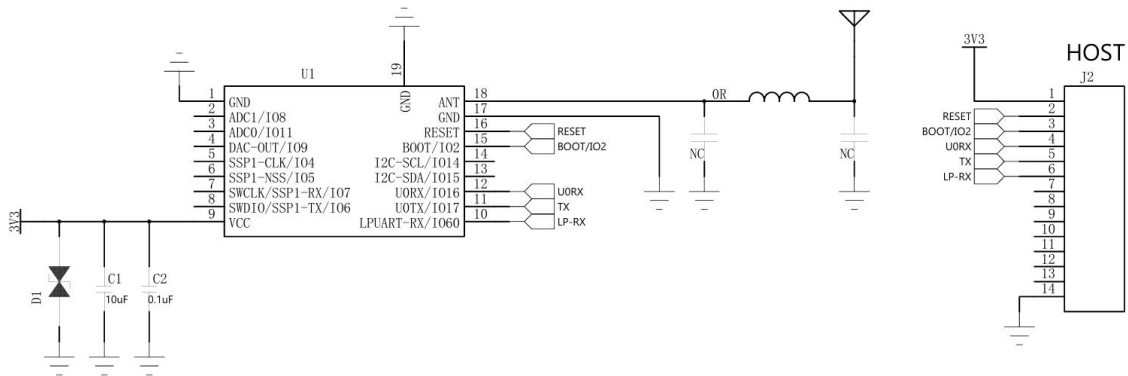 U1
19
GND
1 GND
2 ADC1/IO8
3 ADC0/IO11
4 DAC-OUT/IO9
5 SSP1-CLK/IO4
6 SSP1-NSS/IO5
7 SWCLK/SSP1-RX/IO7
8 SWDIO/SSP1-TX/IO6
9 VCC
ANT 18
GND 17
RESET 16 RESET
BOOT/IO2 15 BOOT/IO2
I2C-SCL/IO14 14
I2C-SDA/IO15 13
U0RX/IO16 12 U0RX
U0TX/IO17 11 TX
LPUART-RX/IO60 10 LP-RX
3V3
D1
C1
10uF
C2
0.1uF
0R
NC
NC
3V3
HOST
J2
1
RESET 2
BOOT/IO2 3
U0RX 4
TX 5
LP-RX 6
7
8
9
10
11
12
13
14